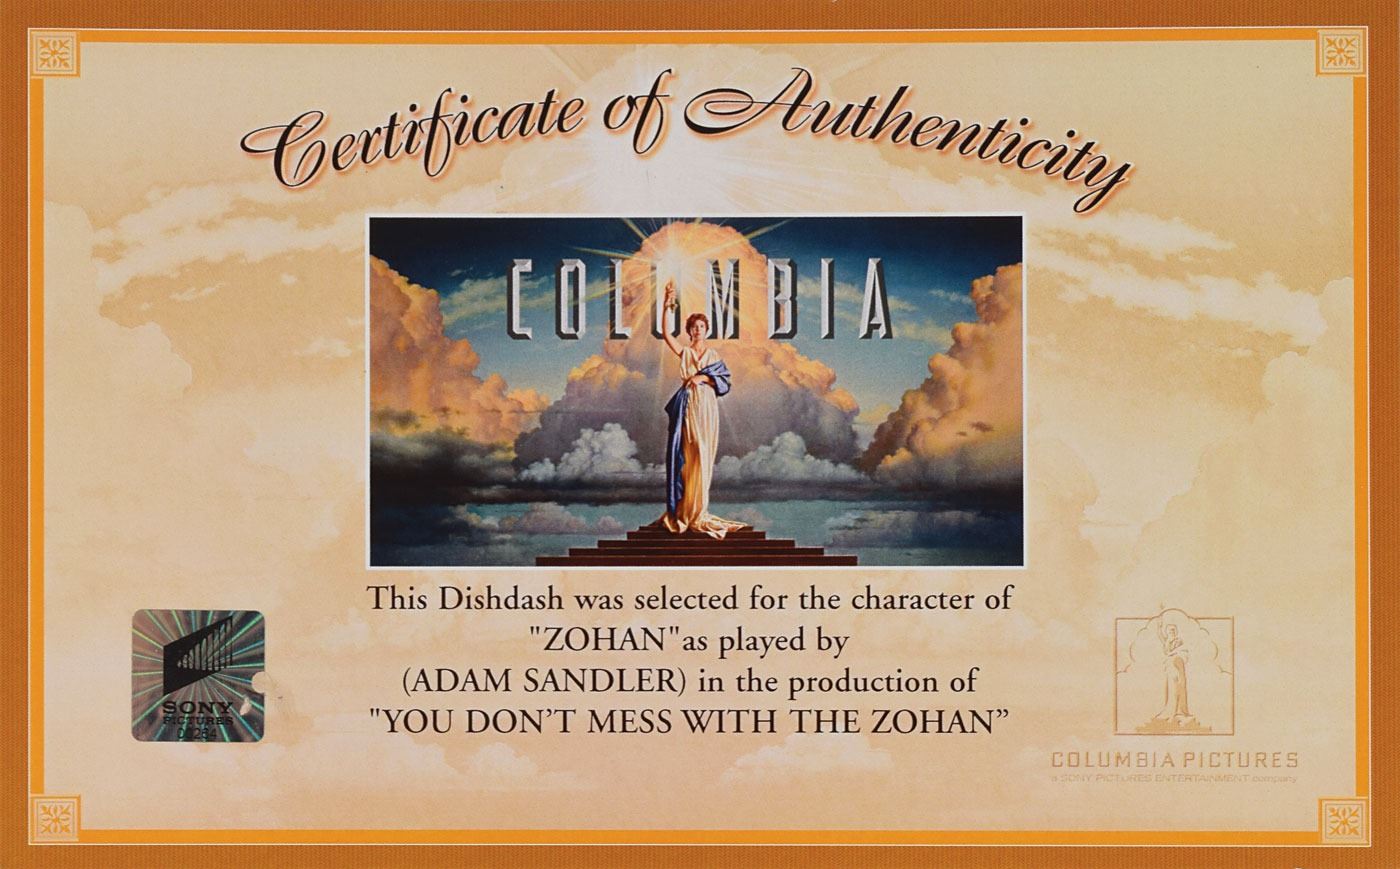 Certificate of Authenticity
COLUMBIA
This Dishdash was selected for the character of
"ZOHAN"as played by
(ADAM SANDLER) in the production of
"YOU DON’T MESS WITH THE ZOHAN”
SONY
PICTURES
00264
COLUMBIA PICTURES
a SONY PICTURES ENTERTAINMENT company